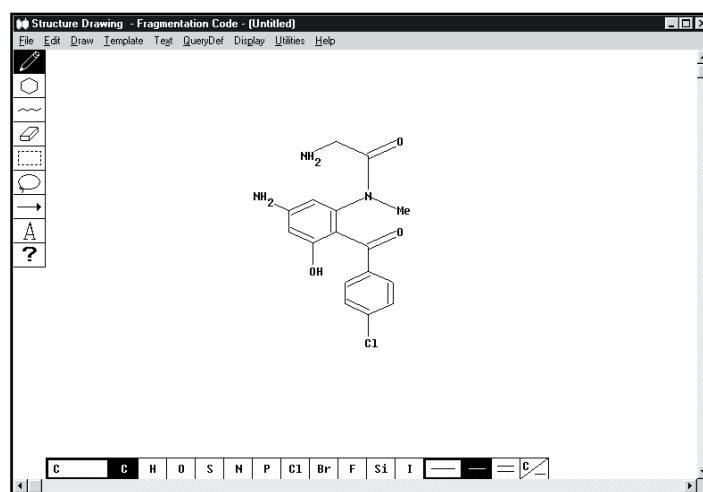 Structure Drawing - Fragmentation Code - (Untitled)
File Edit Draw Template Text QueryDef Display Utilities Help
O
NH2
NH2 N
Me
O
OH
Cl
A
?
C C H O S N P Cl Br F Si I C